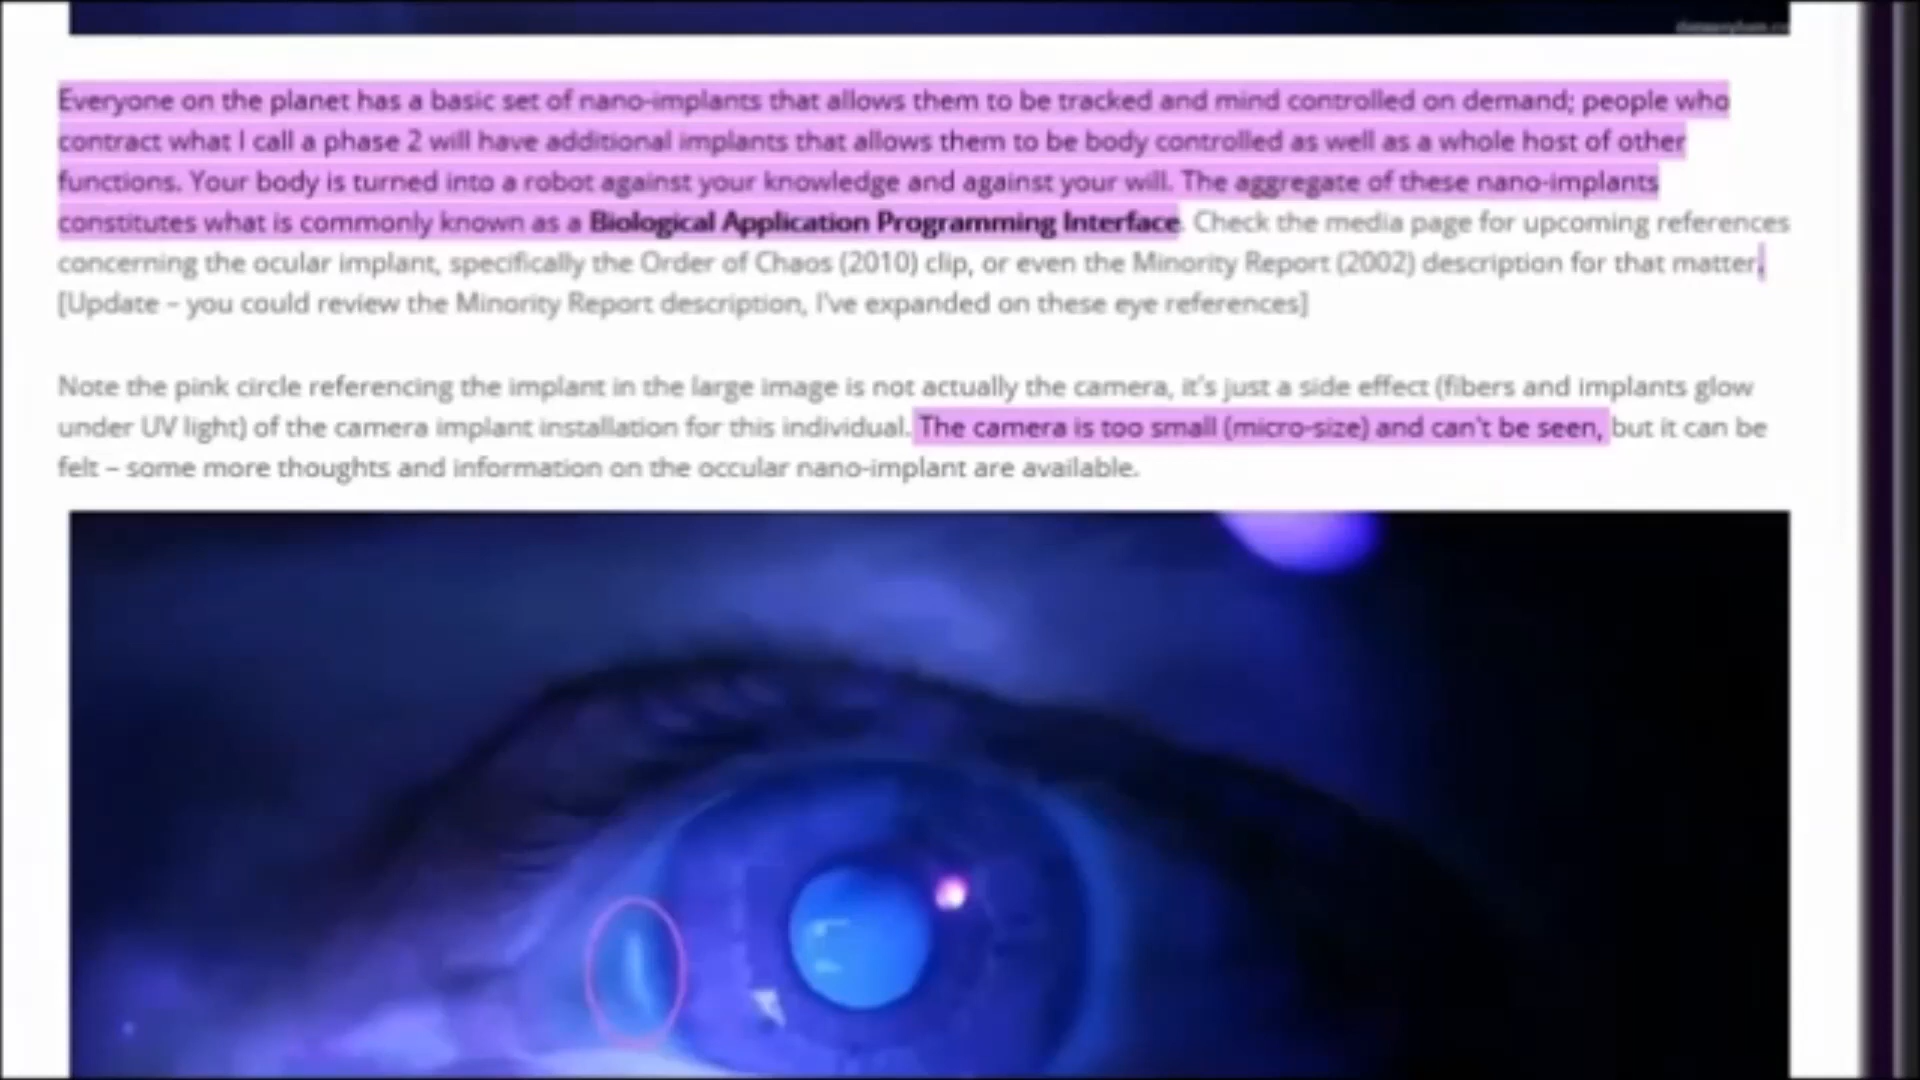 Everyone on the planet has a basic set of nano-implants that allows them to be tracked and mind controlled on demand; people who
contract what I call a phase 2 will have additional implants that allows them to be body controlled as well as a whole host of other
functions. Your body is turned into a robot against your knowledge and against your will. The aggregate of these nano-implants
constitutes what is commonly known as a Biological Application Programming Interface. Check the media page for upcoming references
concerning the ocular implant, specifically the Order of Chaos (2010) clip, or even the Minority Report (2002) description for that matter.
[Update – you could review the Minority Report description, I've expanded on these eye references]
Note the pink circle referencing the implant in the large image is not actually the camera, it's just a side effect (fibers and implants glow
under UV light) of the camera implant installation for this individual. The camera is too small (micro-size) and can't be seen, but it can be
felt – some more thoughts and information on the occular nano-implant are available.